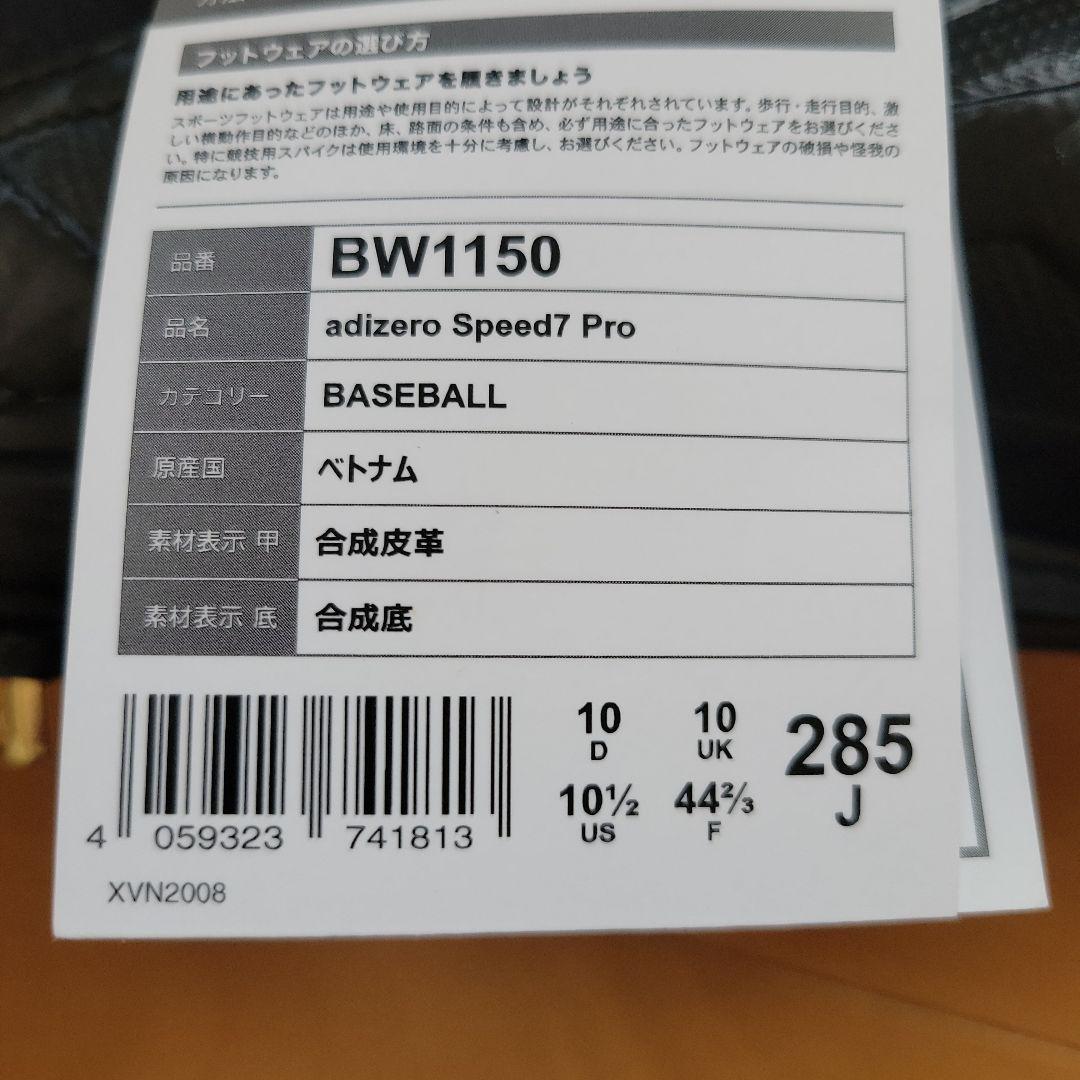 方法
フットウェアの選び方
用途にあったフットウェアを履きましょう
スポーツフットウェアは用途や使用目的によって設計がそれぞれされています。歩行・走行目的、激
しい横動作目的などのほか、床、路面の条件も含め、必ず用途に合ったフットウェアをお選びくださ
い。特に競技用スパイクは使用環境を十分に考慮し、お選びください。フットウェアの破損や怪我の
原因になります。
品番 BW1150
品名 adizero Speed7 Pro
カテゴリー BASEBALL
原産国 ベトナム
素材表示 甲 合成皮革
素材表示 底 合成底
10 10 285
D UK J
10½ 44⅔
US F
4 059323 741813
XVN2008